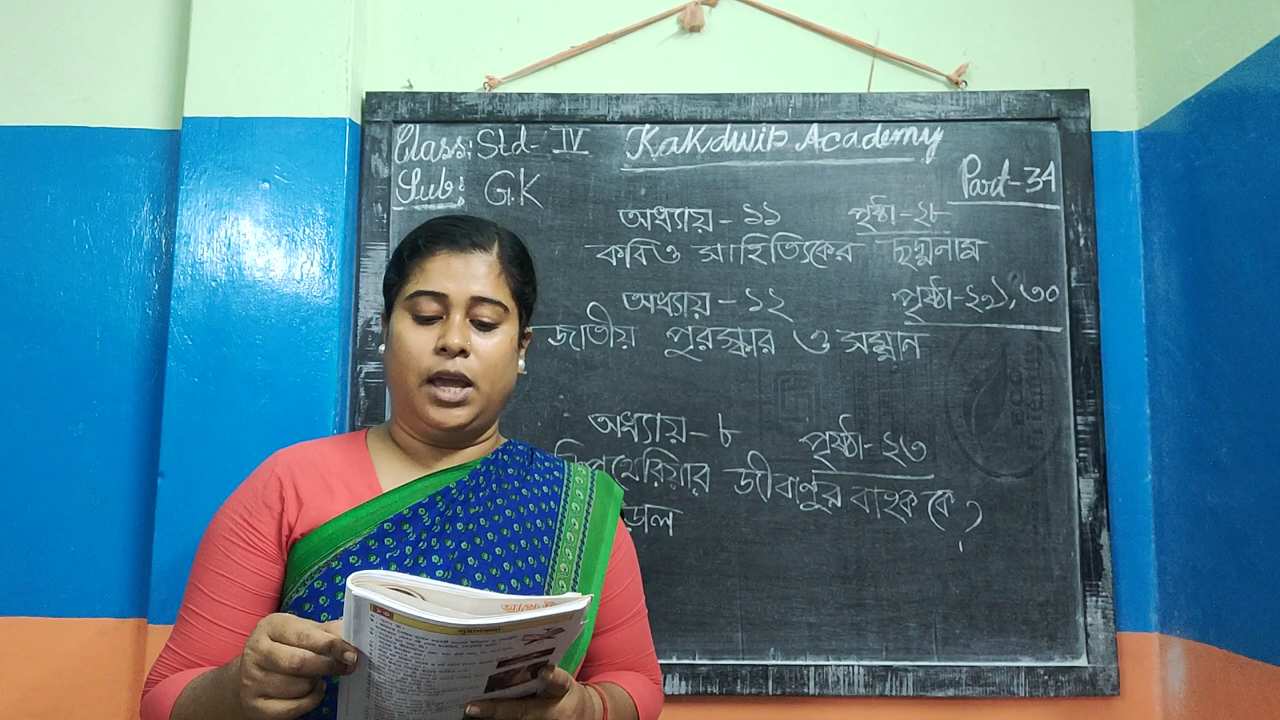 Class: Std- IV Kakdwip Academy
Sub: G.K Part-34
অধ্যায় - ১১ পৃষ্ঠা-২৮
কবি ও সাহিত্যিকের ছদ্মনাম
অধ্যায় - ১২ পৃষ্ঠা-২৯,৩০
জাতীয় পুরস্কার ও সম্মান
অধ্যায় - ৮ পৃষ্ঠা-২৩
জীবাণুর বাহক কে?